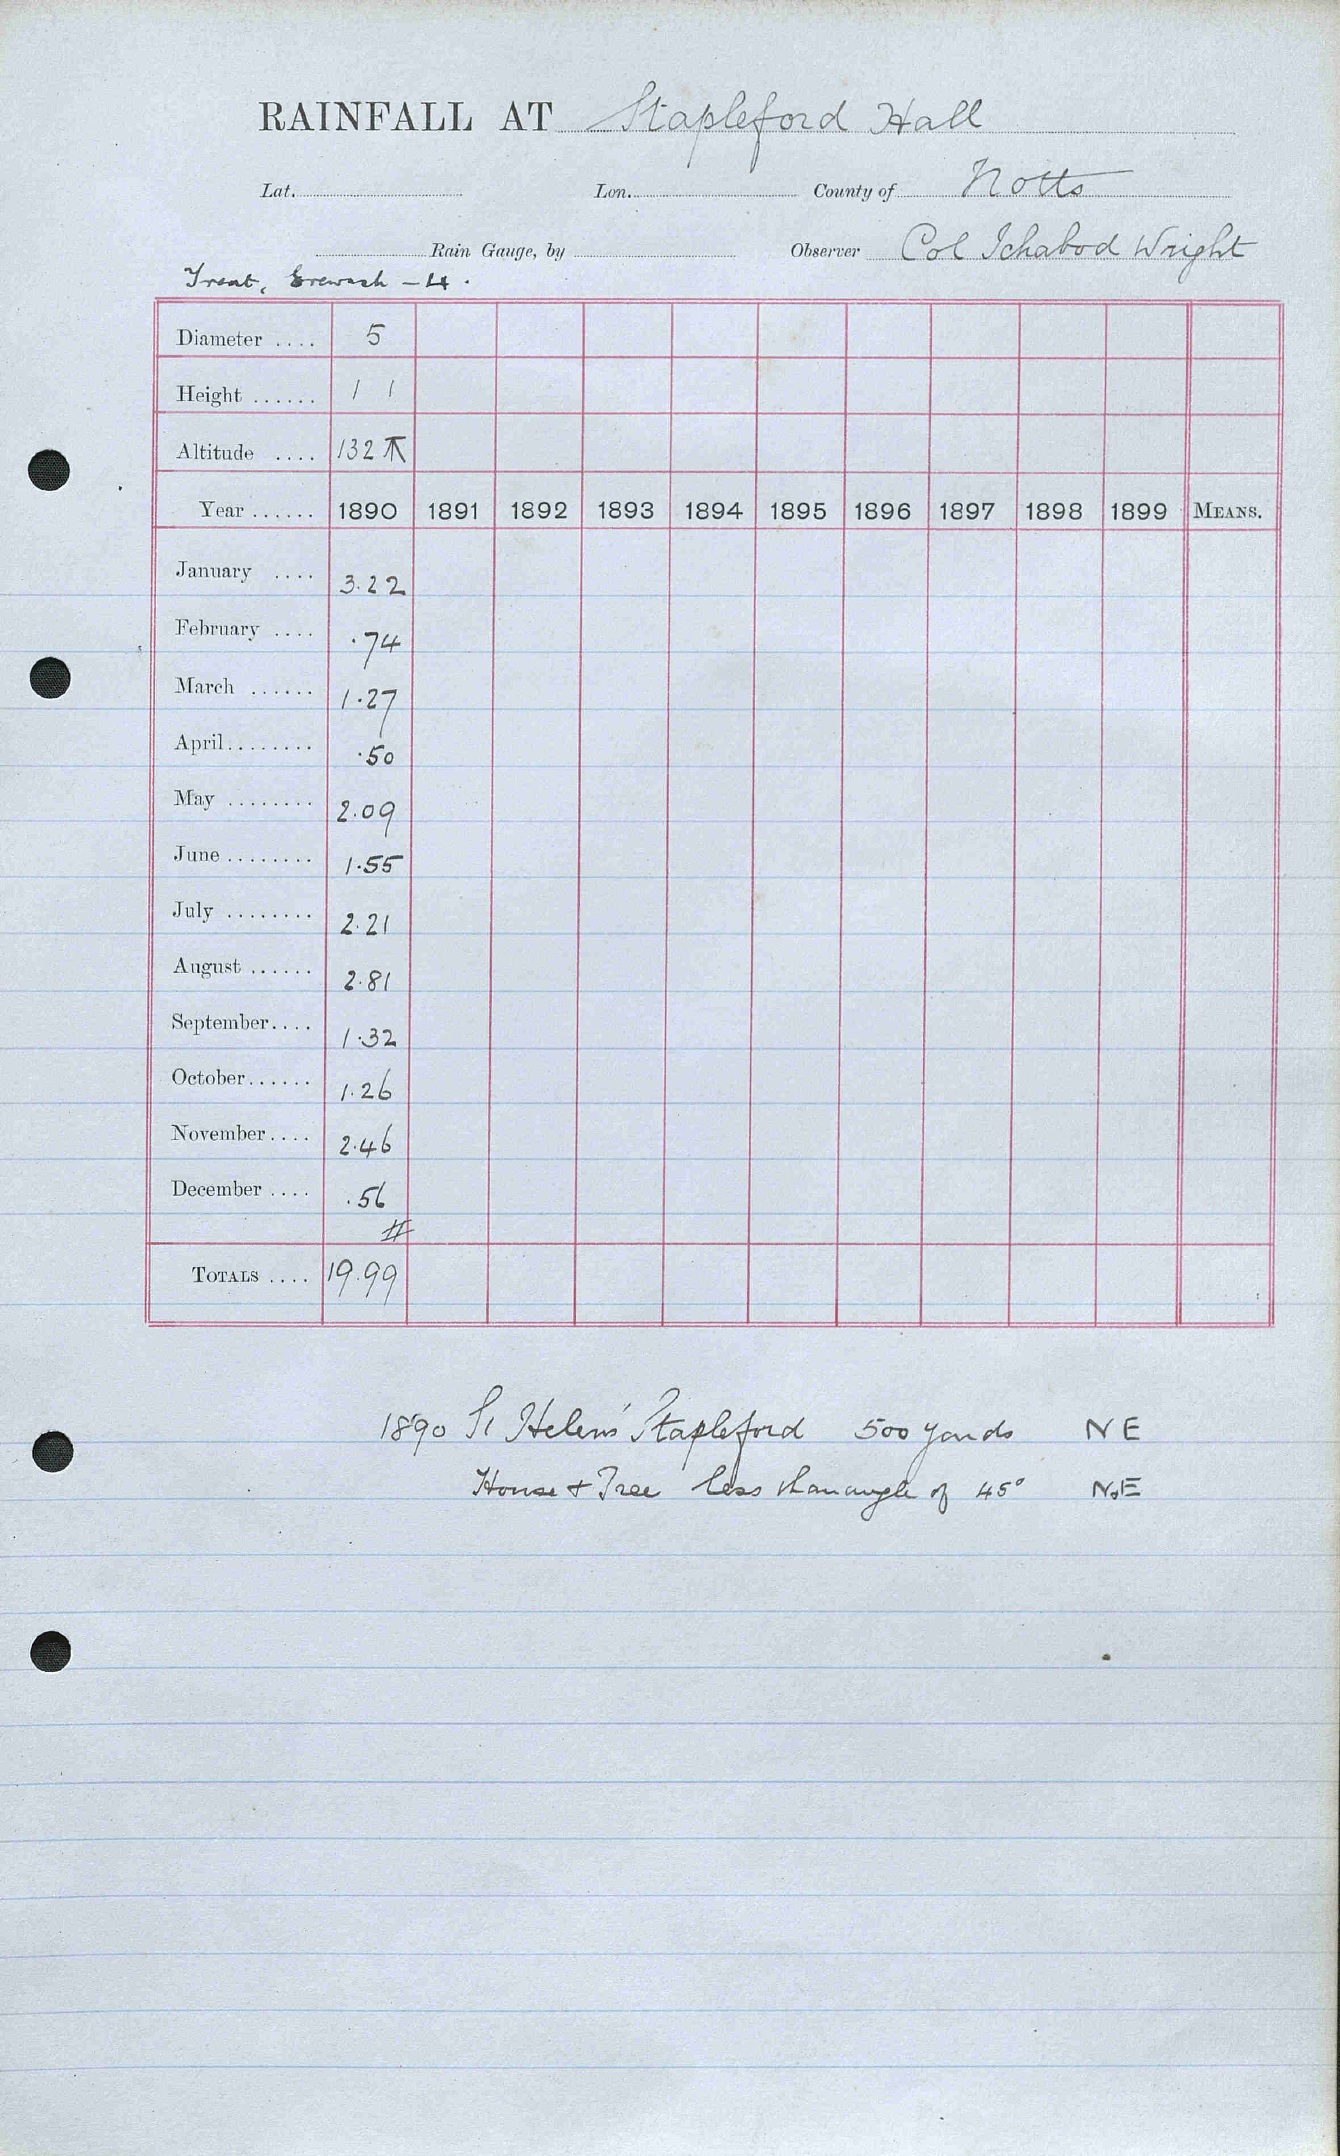 RAINFALL AT Stapleford Hall
Lat. Lon. County of Notts
Rain Gauge, by Observer Col Ichabod Wright
Trent, Erewash - 4.
Diameter .... 5
Height ...... 1 1
Altitude .... 132
Year ...... 1890 1891 1892 1893 1894 1895 1896 1897 1898 1899 MEANS.
January .... 3.22
February .... .74
March ...... 1.27
April........ .50
May ........ 2.09
June ........ 1.55
July ........ 2.21
August ...... 2.81
September.... 1.32
October...... 1.26
November.... 2.46
December .... .56
#
TOTALS .... 19.99
1890 St Helens' Stapleford 500 yards NE
House + Tree less than angle of 45° N.E